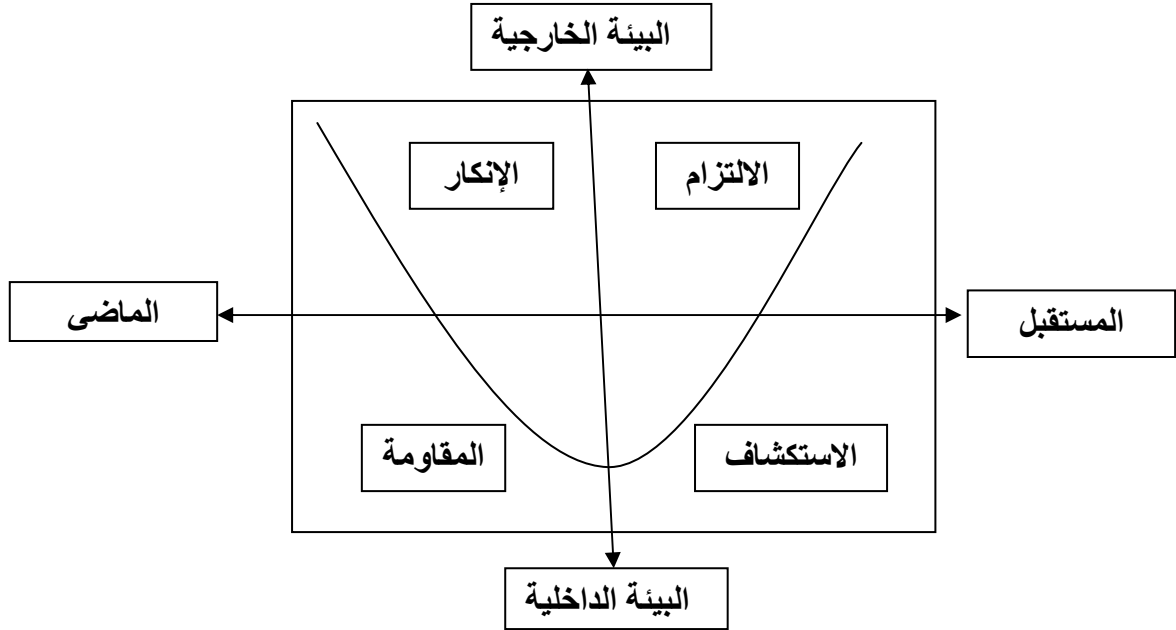 البيئة الخارجية
الإنكار
الالتزام
الماضى
المستقبل
المقاومة
الاستكشاف
البيئة الداخلية